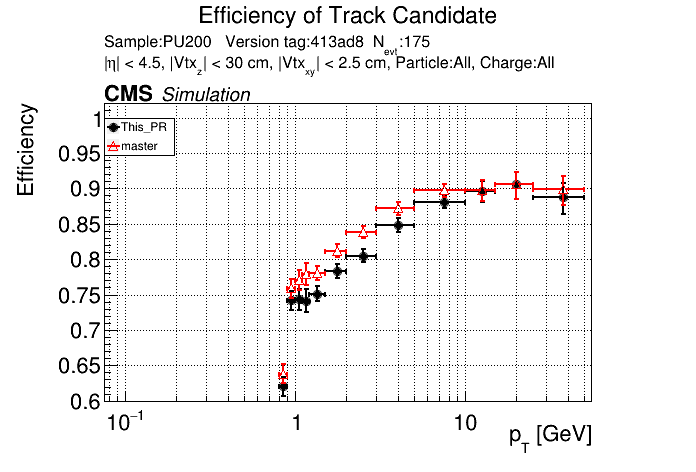 Efficiency of Track Candidate
Sample:PU200 Version tag:413ad8 N_evt:175
|η| < 4.5, |Vtx_z| < 30 cm, |Vtx_xy| < 2.5 cm, Particle:All, Charge:All
CMS Simulation
Efficiency
1
This_PR
master
0.95
0.9
0.85
0.8
0.75
0.7
0.65
0.6
10⁻¹ 1 10
p_T [GeV]